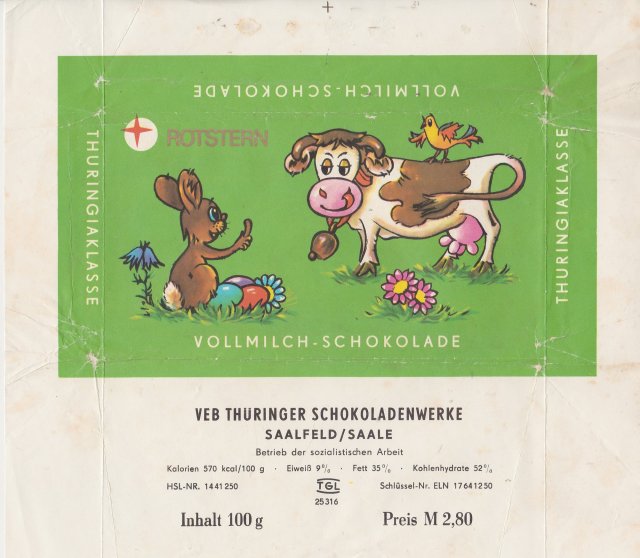 VOLLMILCH-SCHOKOLADE
ROTSTERN
THÜRINGIAKLASSE
THÜRINGIAKLASSE
VOLLMILCH-SCHOKOLADE
VEB THÜRINGER SCHOKOLADENWERKE
SAALFELD/SAALE
Betrieb der sozialistischen Arbeit
Kalorien 570 kcal/100 g · Eiweiß 9% · Fett 35% · Kohlenhydrate 52%
HSL-NR. 1441250 TGL Schlüssel-Nr. ELN 17641250
25316
Inhalt 100 g Preis M 2,80